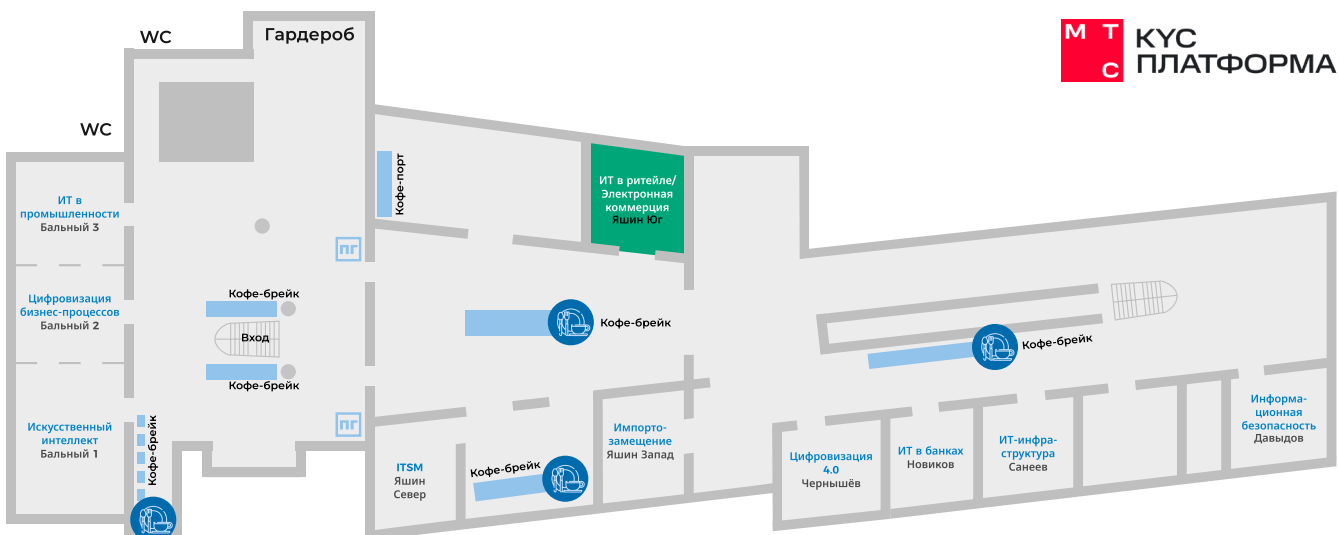 WC
Гардероб
М Т С
КУС
ПЛАТФОРМА
WC
Кофе-порт
ИТ в ритейле/
Электронная
коммерция
Яшин Юг
ИТ в
промышленности
Бальный 3
ПГ
Кофе-брейк
Цифровизация
бизнес-процессов
Бальный 2
Вход
Кофе-брейк
Кофе-брейк
Кофе-брейк
ПГ
Искусственный
интеллект
Бальный 1
Кофе-брейк
ITSM
Яшин
Север
Кофе-брейк
Импорто-
замещение
Яшин Запад
Цифровизация
4.0
Чернышёв
ИТ в банках
Новиков
ИТ-инфра-
структура
Санеев
Информа-
ционная
безопасность
Давыдов